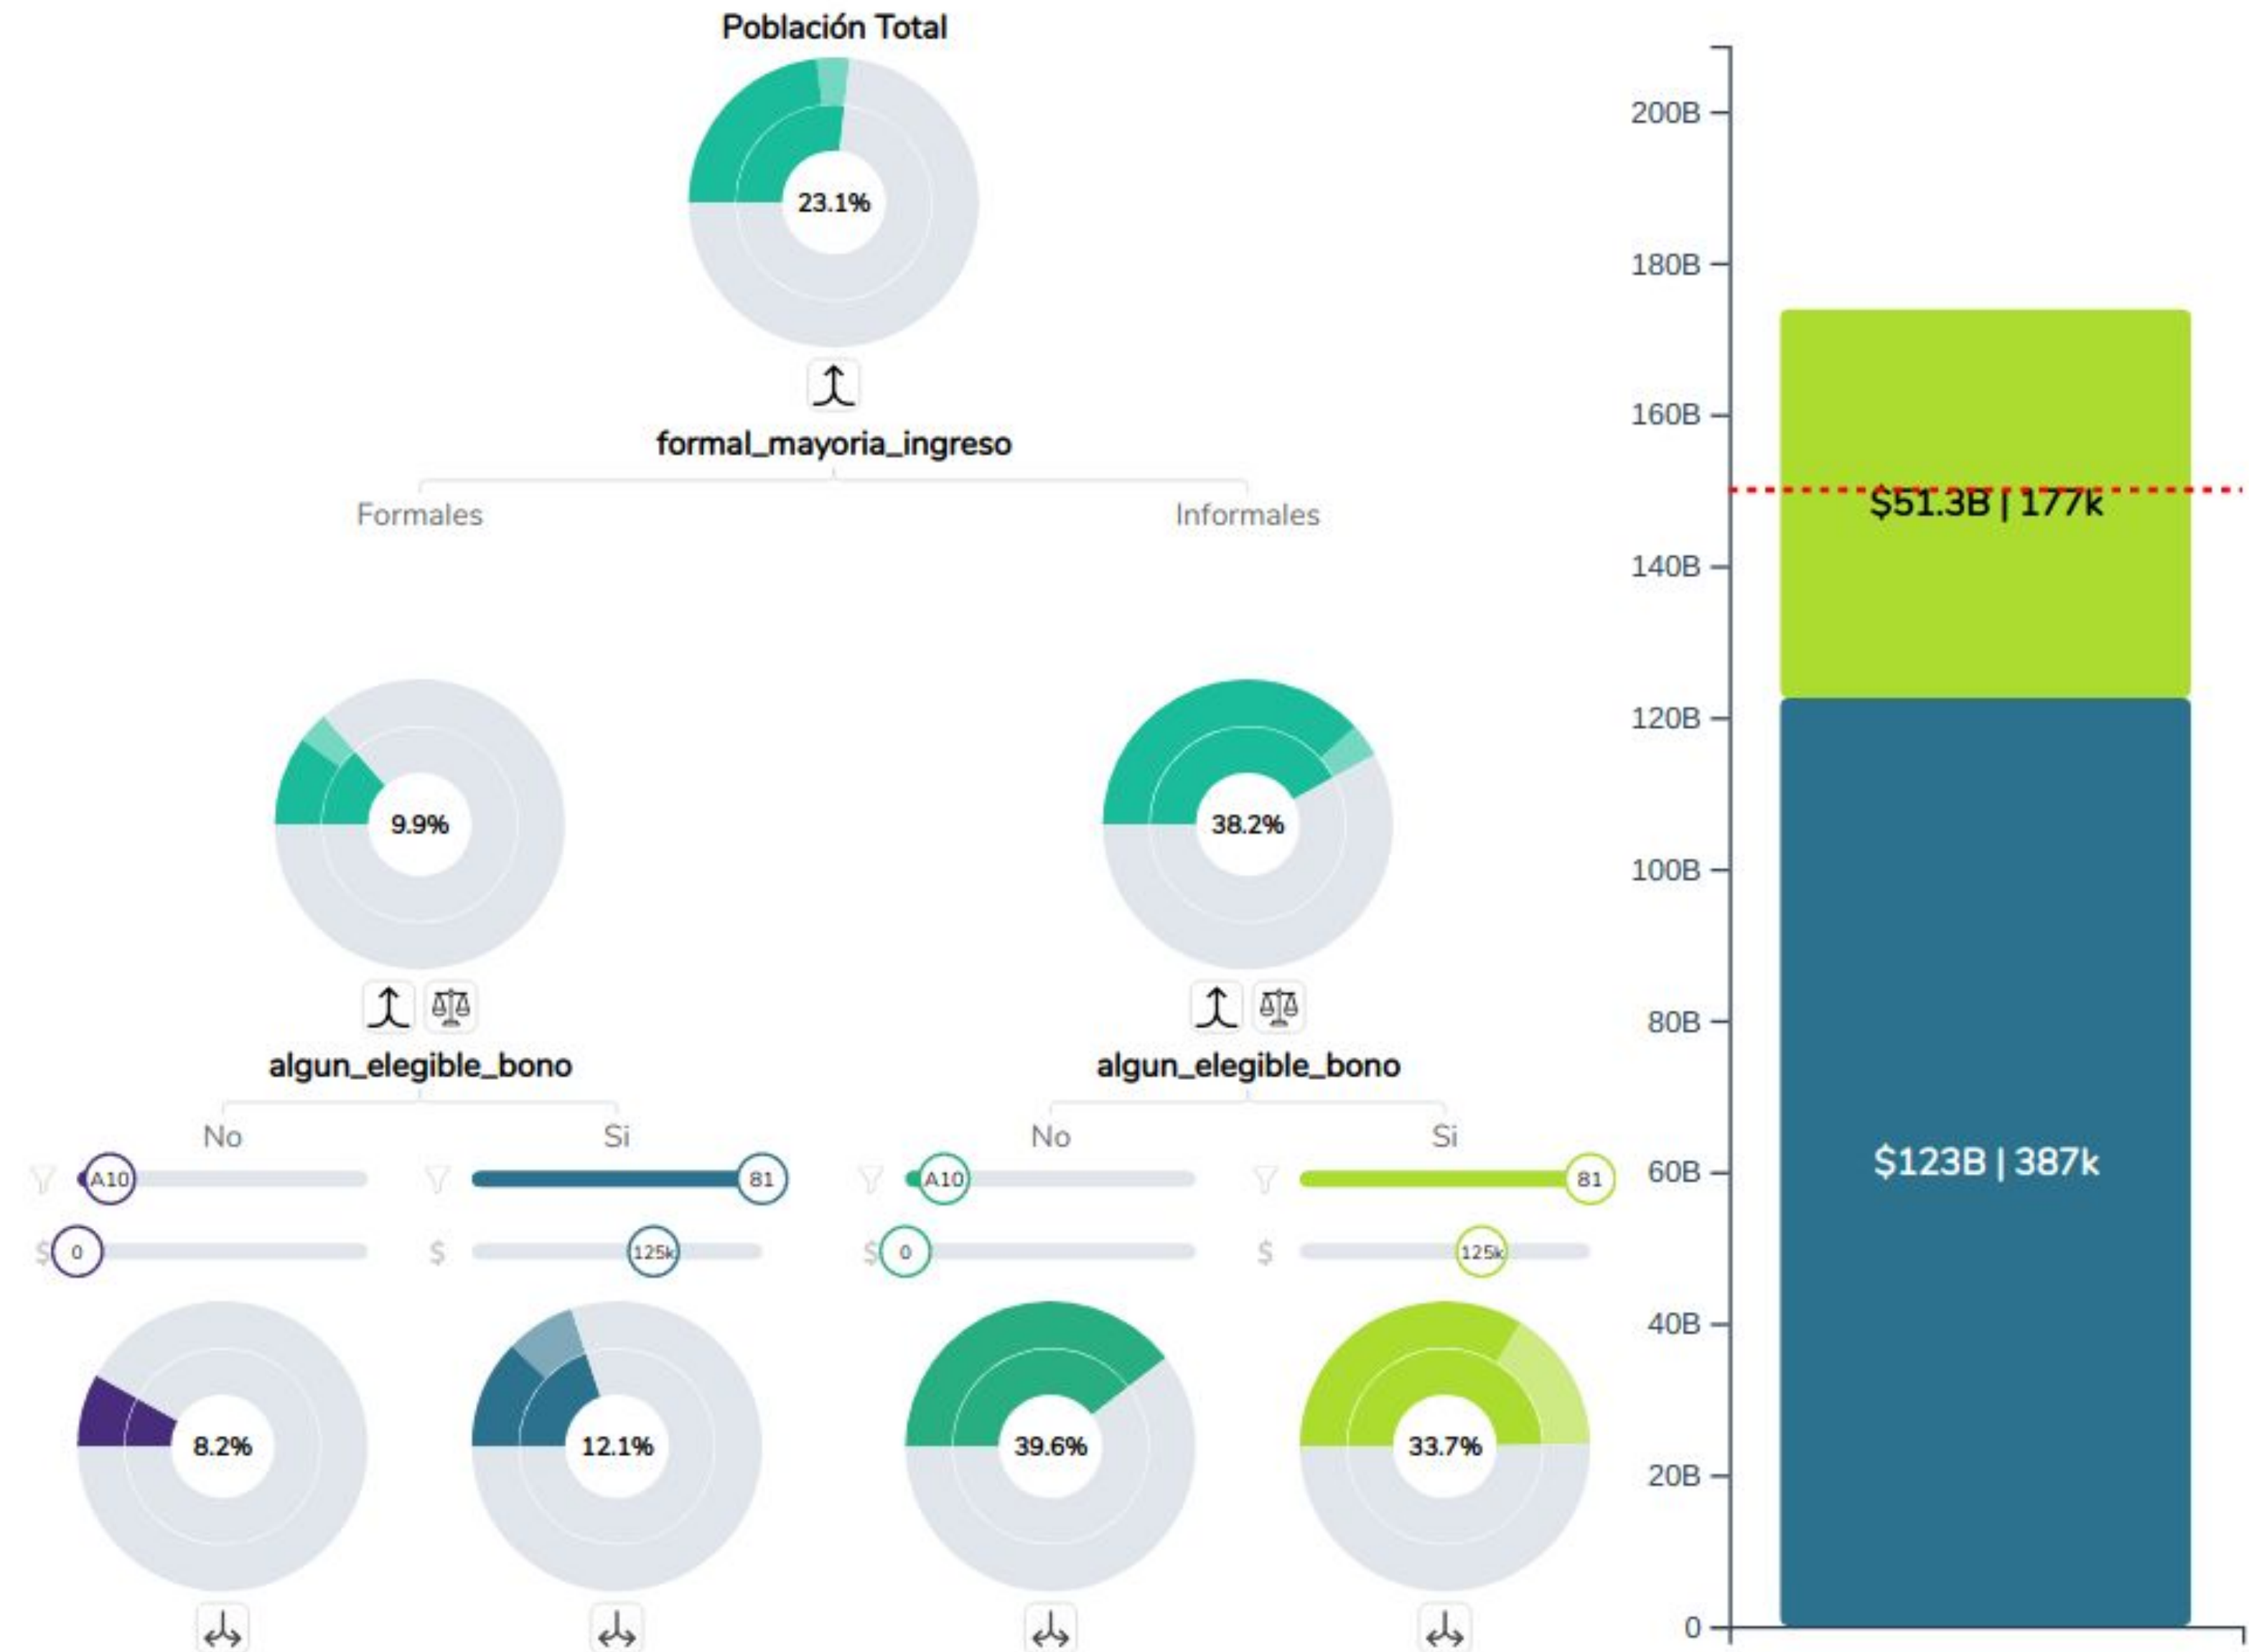 Población Total
23.1%
formal_mayoria_ingreso
Formales
Informales
9.9%
38.2%
algun_elegible_bono
algun_elegible_bono
No
Si
No
Si
A10
81
A10
81
$
0
$
125k
$
0
$
125k
8.2%
12.1%
39.6%
33.7%
200B
180B
160B
140B
120B
100B
80B
60B
40B
20B
0
$51.3B | 177k
$123B | 387k